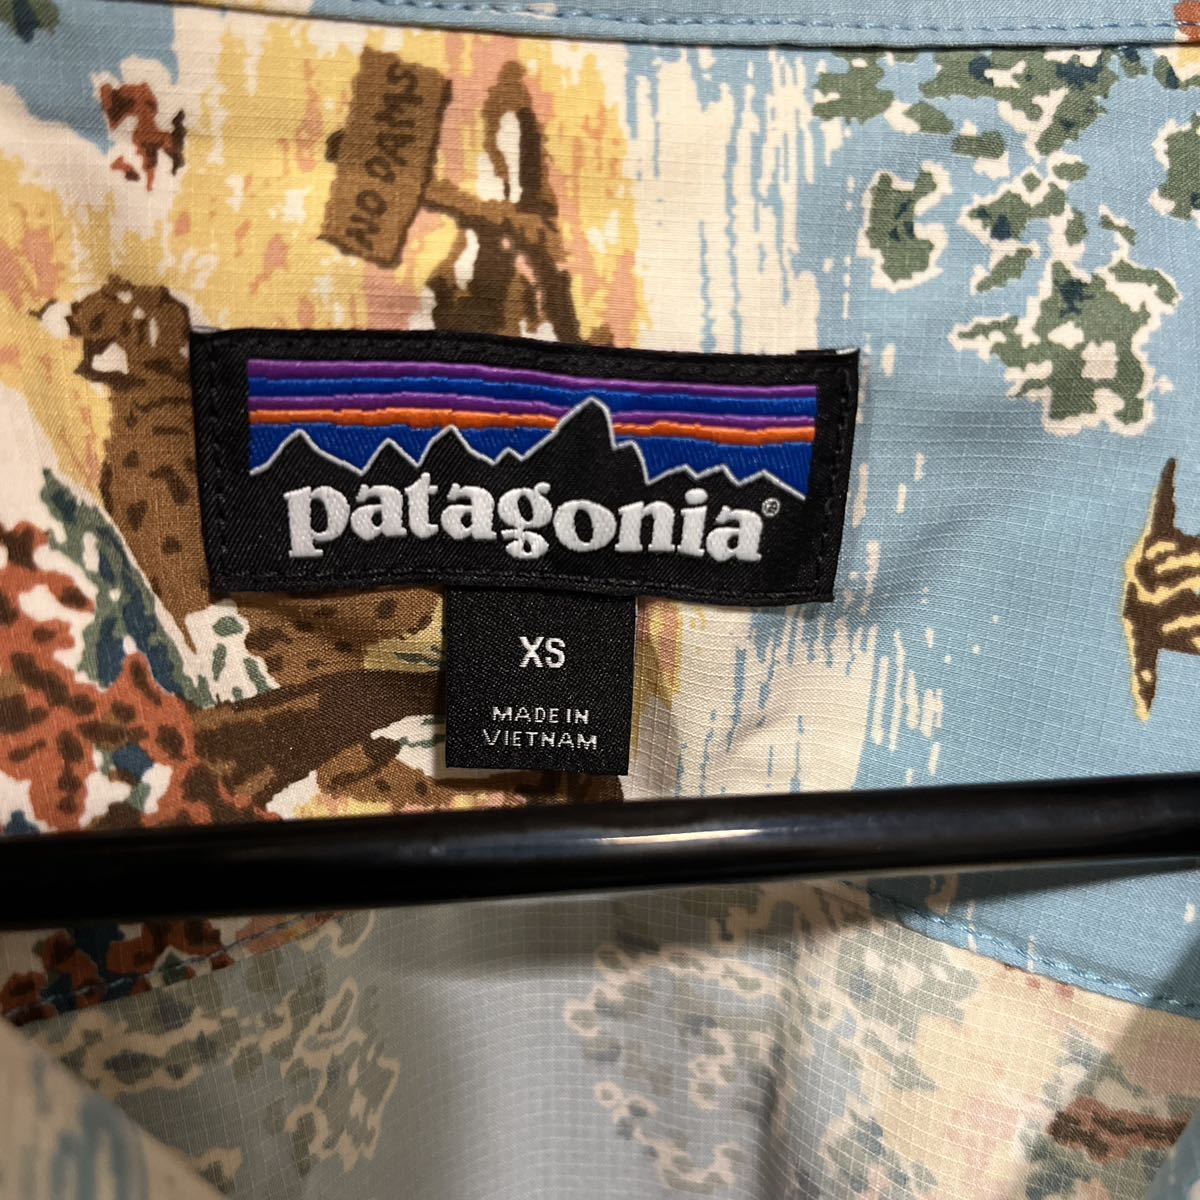 NO DAMS
patagonia®
XS
MADE IN
VIETNAM